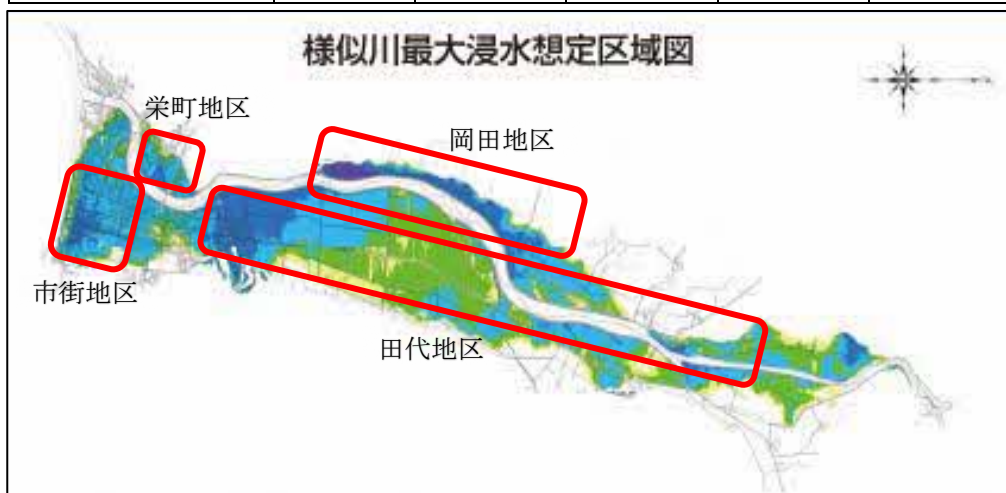 様似川最大浸水想定区域図
栄町地区
岡田地区
市街地区
田代地区